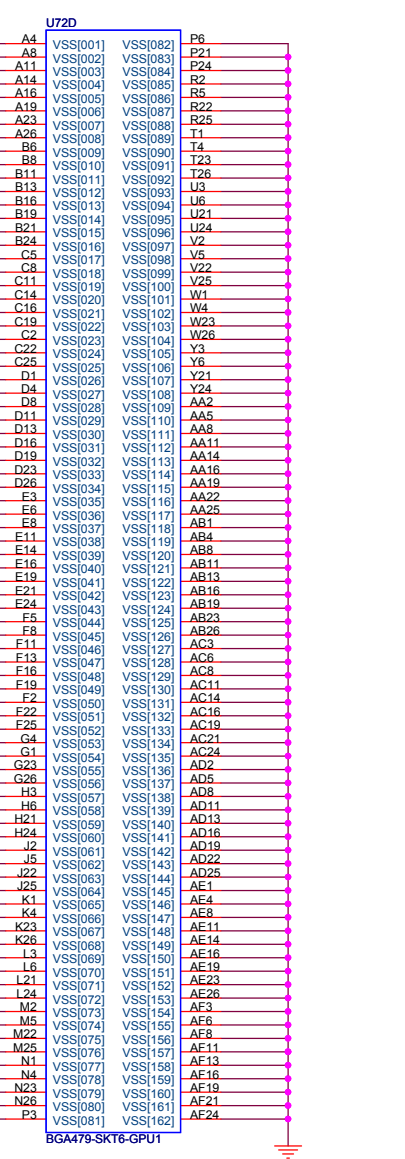 U72D
A4 VSS[001] VSS[082] P6
A8 VSS[002] VSS[083] P21
A11 VSS[003] VSS[084] P24
A14 VSS[004] VSS[085] R2
A16 VSS[005] VSS[086] R5
A19 VSS[006] VSS[087] R22
A23 VSS[007] VSS[088] R25
A26 VSS[008] VSS[089] T1
B6 VSS[009] VSS[090] T4
B8 VSS[010] VSS[091] T23
B11 VSS[011] VSS[092] T26
B13 VSS[012] VSS[093] U3
B16 VSS[013] VSS[094] U6
B19 VSS[014] VSS[095] U21
B21 VSS[015] VSS[096] U24
B24 VSS[016] VSS[097] V2
C5 VSS[017] VSS[098] V5
C8 VSS[018] VSS[099] V22
C11 VSS[019] VSS[100] V25
C14 VSS[020] VSS[101] W1
C16 VSS[021] VSS[102] W4
C19 VSS[022] VSS[103] W23
C2 VSS[023] VSS[104] W26
C22 VSS[024] VSS[105] Y3
C25 VSS[025] VSS[106] Y6
D1 VSS[026] VSS[107] Y21
D4 VSS[027] VSS[108] Y24
D8 VSS[028] VSS[109] AA2
D11 VSS[029] VSS[110] AA5
D13 VSS[030] VSS[111] AA8
D16 VSS[031] VSS[112] AA11
D19 VSS[032] VSS[113] AA14
D23 VSS[033] VSS[114] AA16
D26 VSS[034] VSS[115] AA19
E3 VSS[035] VSS[116] AA22
E6 VSS[036] VSS[117] AA25
E8 VSS[037] VSS[118] AB1
E11 VSS[038] VSS[119] AB4
E14 VSS[039] VSS[120] AB8
E16 VSS[040] VSS[121] AB11
E19 VSS[041] VSS[122] AB13
E21 VSS[042] VSS[123] AB16
E24 VSS[043] VSS[124] AB19
F5 VSS[044] VSS[125] AB23
F8 VSS[045] VSS[126] AB26
F11 VSS[046] VSS[127] AC3
F13 VSS[047] VSS[128] AC6
F16 VSS[048] VSS[129] AC8
F19 VSS[049] VSS[130] AC11
F2 VSS[050] VSS[131] AC14
F22 VSS[051] VSS[132] AC16
F25 VSS[052] VSS[133] AC19
G4 VSS[053] VSS[134] AC21
G1 VSS[054] VSS[135] AC24
G23 VSS[055] VSS[136] AD2
G26 VSS[056] VSS[137] AD5
H3 VSS[057] VSS[138] AD8
H6 VSS[058] VSS[139] AD11
H21 VSS[059] VSS[140] AD13
H24 VSS[060] VSS[141] AD16
J2 VSS[061] VSS[142] AD19
J5 VSS[062] VSS[143] AD22
J22 VSS[063] VSS[144] AD25
J25 VSS[064] VSS[145] AE1
K1 VSS[065] VSS[146] AE4
K4 VSS[066] VSS[147] AE8
K23 VSS[067] VSS[148] AE11
K26 VSS[068] VSS[149] AE14
L3 VSS[069] VSS[150] AE16
L6 VSS[070] VSS[151] AE19
L21 VSS[071] VSS[152] AE23
L24 VSS[072] VSS[153] AE26
M2 VSS[073] VSS[154] AF3
M5 VSS[074] VSS[155] AF6
M22 VSS[075] VSS[156] AF8
M25 VSS[076] VSS[157] AF11
N1 VSS[077] VSS[158] AF13
N4 VSS[078] VSS[159] AF16
N23 VSS[079] VSS[160] AF19
N26 VSS[080] VSS[161] AF21
P3 VSS[081] VSS[162] AF24
BGA479-SKT6-GPU1